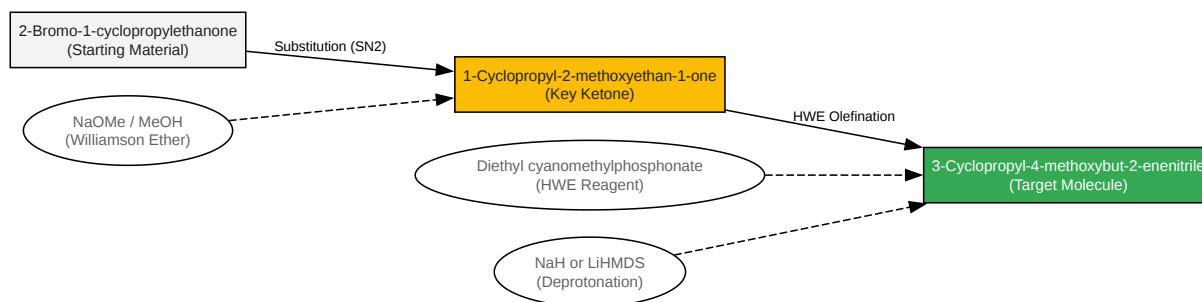 2-Bromo-1-cyclopropylethanone
(Starting Material)
Substitution (SN2)
NaOMe / MeOH
(Williamson Ether)
1-Cyclopropyl-2-methoxyethan-1-one
(Key Ketone)
HWE Olefination
Diethyl cyanomethylphosphonate
(HWE Reagent)
NaH or LiHMDS
(Deprotonation)
3-Cyclopropyl-4-methoxybut-2-enenitrile
(Target Molecule)